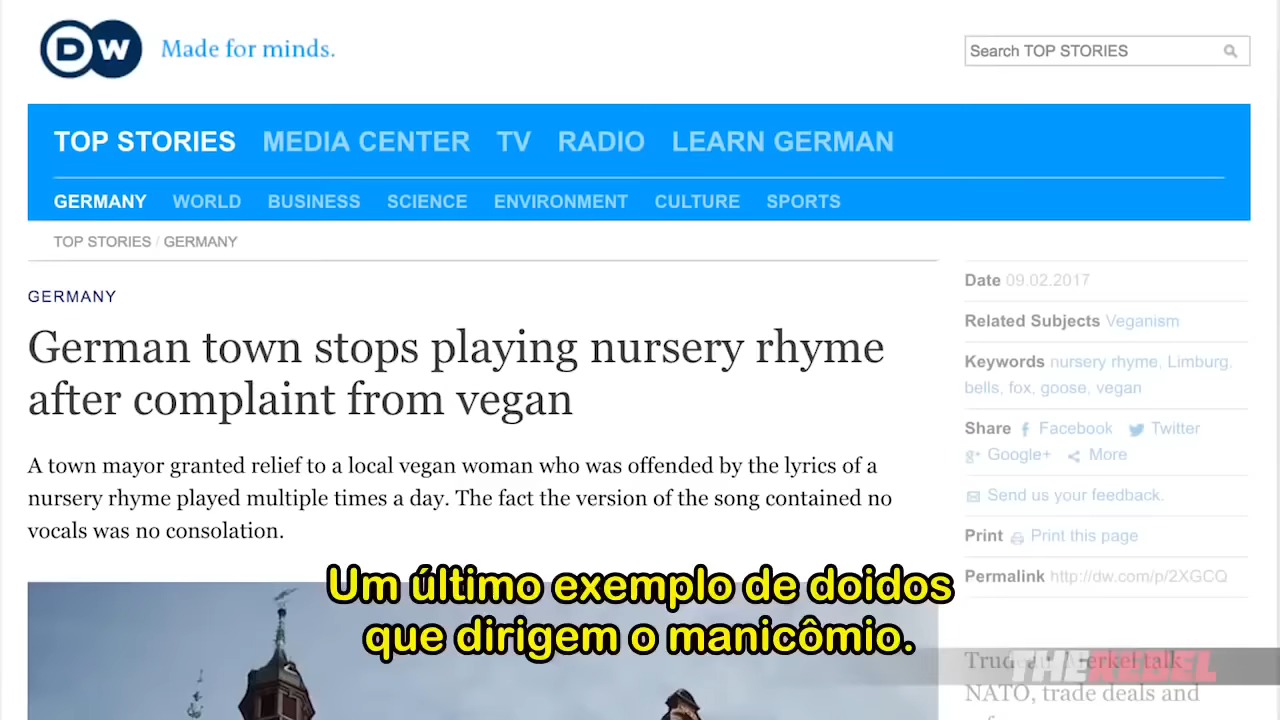 DW Made for minds.
Search TOP STORIES
TOP STORIES MEDIA CENTER TV RADIO LEARN GERMAN
GERMANY WORLD BUSINESS SCIENCE ENVIRONMENT CULTURE SPORTS
TOP STORIES / GERMANY
GERMANY
German town stops playing nursery rhyme
after complaint from vegan
A town mayor granted relief to a local vegan woman who was offended by the lyrics of a
nursery rhyme played multiple times a day. The fact the version of the song contained no
vocals was no consolation.
Date 09.02.2017
Related Subjects Veganism
Keywords nursery rhyme, Limburg.
bells, fox, goose, vegan
Share Facebook Twitter
Google+ More
Send us your feedback.
Print Print this page
Permalink http://dw.com/p/2XGCQ
Um último exemplo de doidos
que dirigem o manicômio.
Trudeau, Merkel talk
NATO, trade deals and
THE REBEL